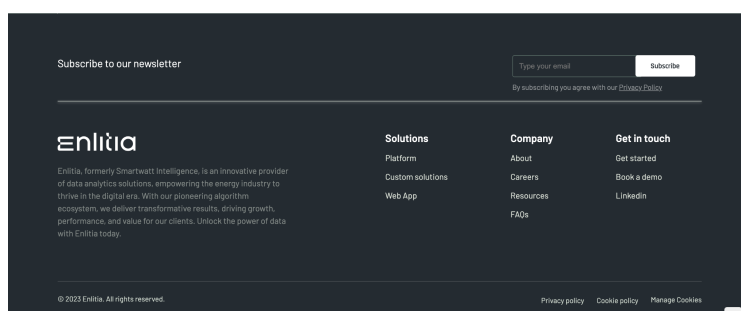 Subscribe to our newsletter
Type your email
Subscribe
By subscribing you agree with our Privacy Policy
Enlitia
Enlitia, formerly Smartwatt Intelligence, is an innovative provider
of data analytics solutions, empowering the energy industry to
thrive in the digital era. With our pioneering algorithm
ecosystem, we deliver transformative results, driving growth,
performance, and value for our clients. Unlock the power of data
with Enlitia today.
Solutions
Platform
Custom solutions
Web App
Company
About
Careers
Resources
FAQs
Get in touch
Get started
Book a demo
Linkedin
© 2023 Enlitia. All rights reserved.
Privacy policy Cookie policy Manage Cookies